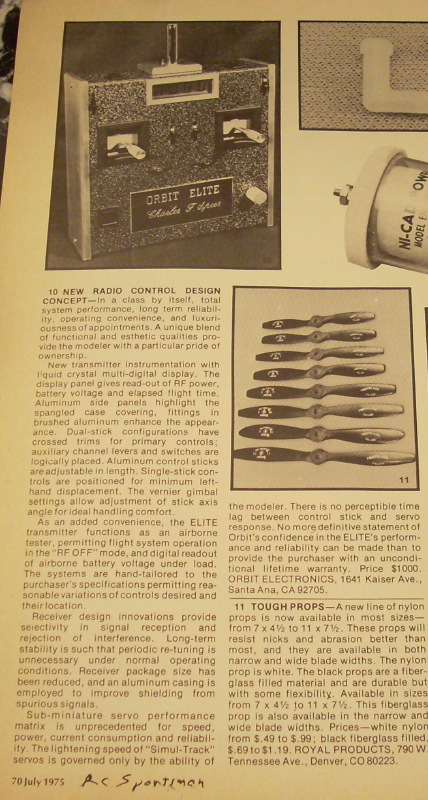 ORBIT ELITE
Charles F. Speer
NI-CAD
MODEL
10 NEW RADIO CONTROL DESIGN
CONCEPT—In a class by itself, total
system performance, long term reliabil-
ity, operating convenience, and luxuri-
ousness of appointments. A unique blend
of functional and esthetic qualities pro-
vide the modeler with a particular pride of
ownership.
New transmitter instrumentation with
liquid crystal multi-digital display. The
display panel gives read-out of RF power,
battery voltage and elapsed flight time.
Aluminum side panels highlight the
spangled case covering, fittings in
brushed aluminum enhance the appear-
ance. Dual-stick configurations have
crossed trims for primary controls;
auxiliary channel levers and switches are
logically placed. Aluminum control sticks
are adjustable in length. Single-stick con-
trols are positioned for minimum left-
hand displacement. The vernier gimbal
settings allow adjustment of stick axis
angle for ideal handling comfort.
As an added convenience, the ELITE
transmitter functions as an airborne
tester, permitting flight system operation
in the "RF OFF" mode, and digital readout
of airborne battery voltage under load.
The systems are hand-tailored to the
purchaser's specifications permitting rea-
sonable variations of controls desired and
their location.
Receiver design innovations provide
selectivity in signal reception and
rejection of interference. Long-term
stability is such that periodic re-tuning is
unnecessary under normal operating
conditions. Receiver package size has
been reduced, and an aluminum casing is
employed to improve shielding from
spurious signals.
Sub-miniature servo performance
matrix is unprecedented for speed,
power, current consumption and reliabil-
ity. The lightening speed of "Simul-Track"
servos is governed only by the ability of
11
the modeler. There is no perceptible time
lag between control stick and servo
response. No more definitive statement of
Orbit's confidence in the ELITE's perform-
ance and reliability can be made than to
provide the purchaser with an uncondi-
tional lifetime warranty. Price $1000.
ORBIT ELECTRONICS, 1641 Kaiser Ave.,
Santa Ana, CA 92705.
11 TOUGH PROPS—A new line of nylon
props is now available in most sizes—
from 7 x 4½ to 11 x 7½. These props will
resist nicks and abrasion better than
most, and they are available in both
narrow and wide blade widths. The nylon
prop is white. The black props are a fiber-
glass filled material and are durable but
with some flexibility. Available in sizes
from 7 x 4½ to 11 x 7½. This fiberglass
prop is also available in the narrow and
wide blade widths. Prices—white nylon
from $.49 to $.99; black fiberglass filled,
$.69 to $1.19. ROYAL PRODUCTS, 790 W.
Tennessee Ave., Denver, CO 80223.
70 July 1975 RC Sportsman